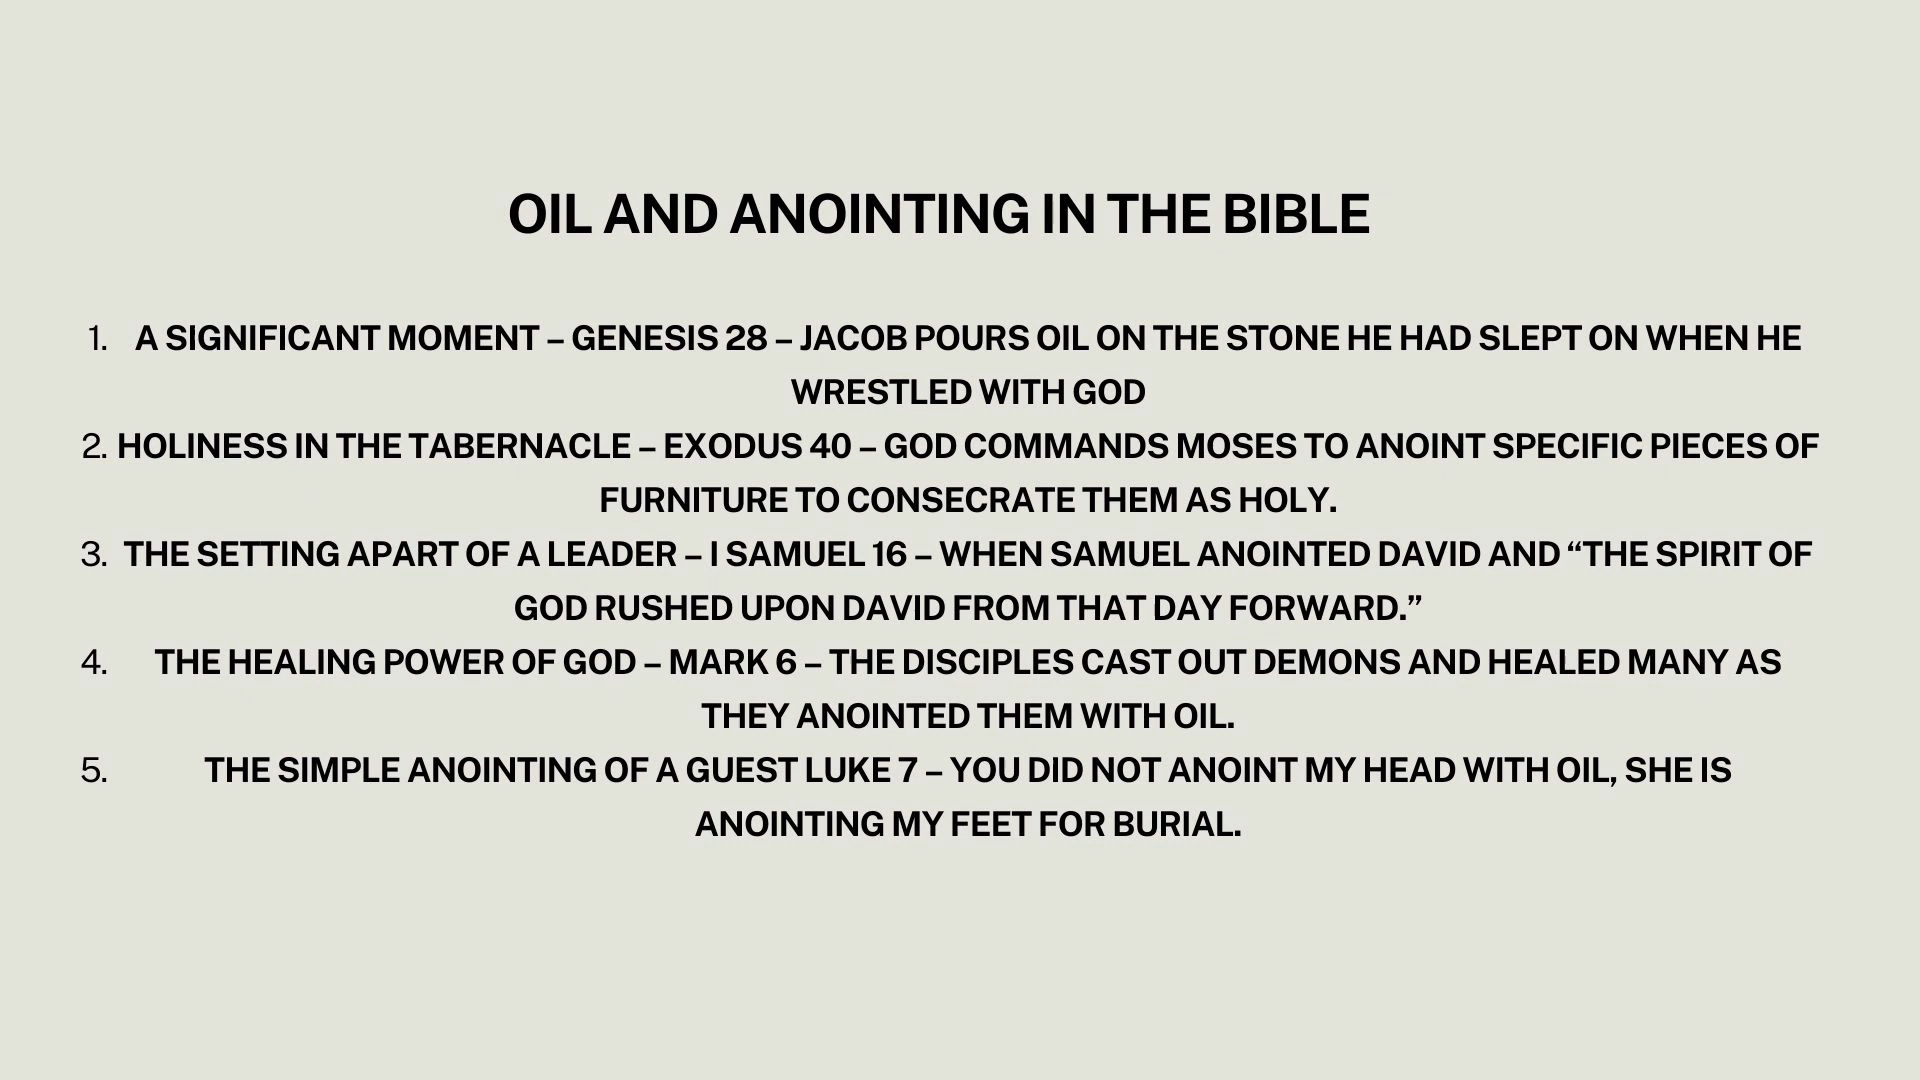 OIL AND ANOINTING IN THE BIBLE
1. A SIGNIFICANT MOMENT – GENESIS 28 – JACOB POURS OIL ON THE STONE HE HAD SLEPT ON WHEN HE
WRESTLED WITH GOD
2. HOLINESS IN THE TABERNACLE – EXODUS 40 – GOD COMMANDS MOSES TO ANOINT SPECIFIC PIECES OF
FURNITURE TO CONSECRATE THEM AS HOLY.
3. THE SETTING APART OF A LEADER – I SAMUEL 16 – WHEN SAMUEL ANOINTED DAVID AND “THE SPIRIT OF
GOD RUSHED UPON DAVID FROM THAT DAY FORWARD.”
4. THE HEALING POWER OF GOD – MARK 6 – THE DISCIPLES CAST OUT DEMONS AND HEALED MANY AS
THEY ANOINTED THEM WITH OIL.
5. THE SIMPLE ANOINTING OF A GUEST LUKE 7 – YOU DID NOT ANOINT MY HEAD WITH OIL, SHE IS
ANOINTING MY FEET FOR BURIAL.